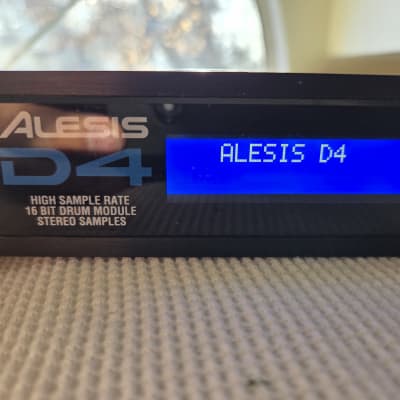 ALESIS
D4
HIGH SAMPLE RATE
16 BIT DRUM MODULE
STEREO SAMPLES
ALESIS D4